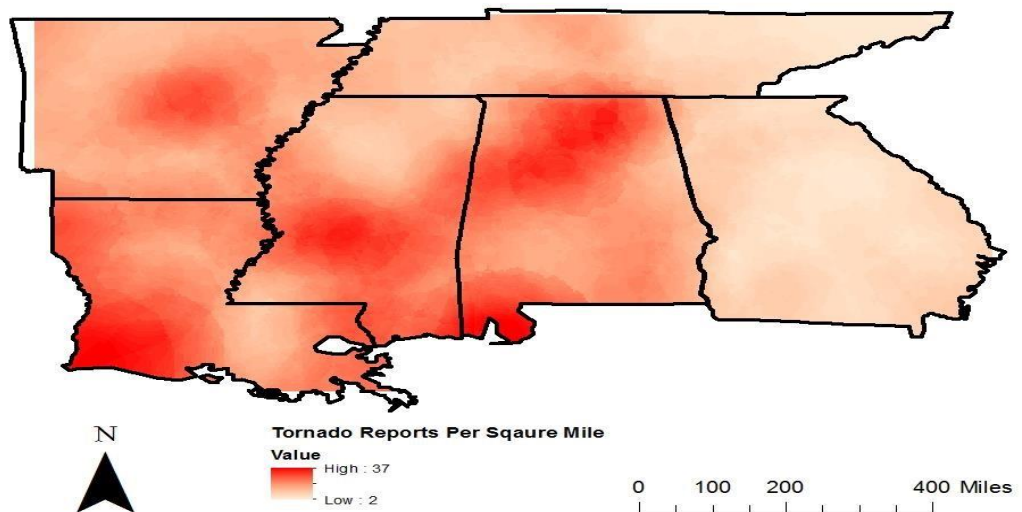 N
Tornado Reports Per Sqaure Mile
Value
High : 37
Low : 2
0 100 200 400 Miles